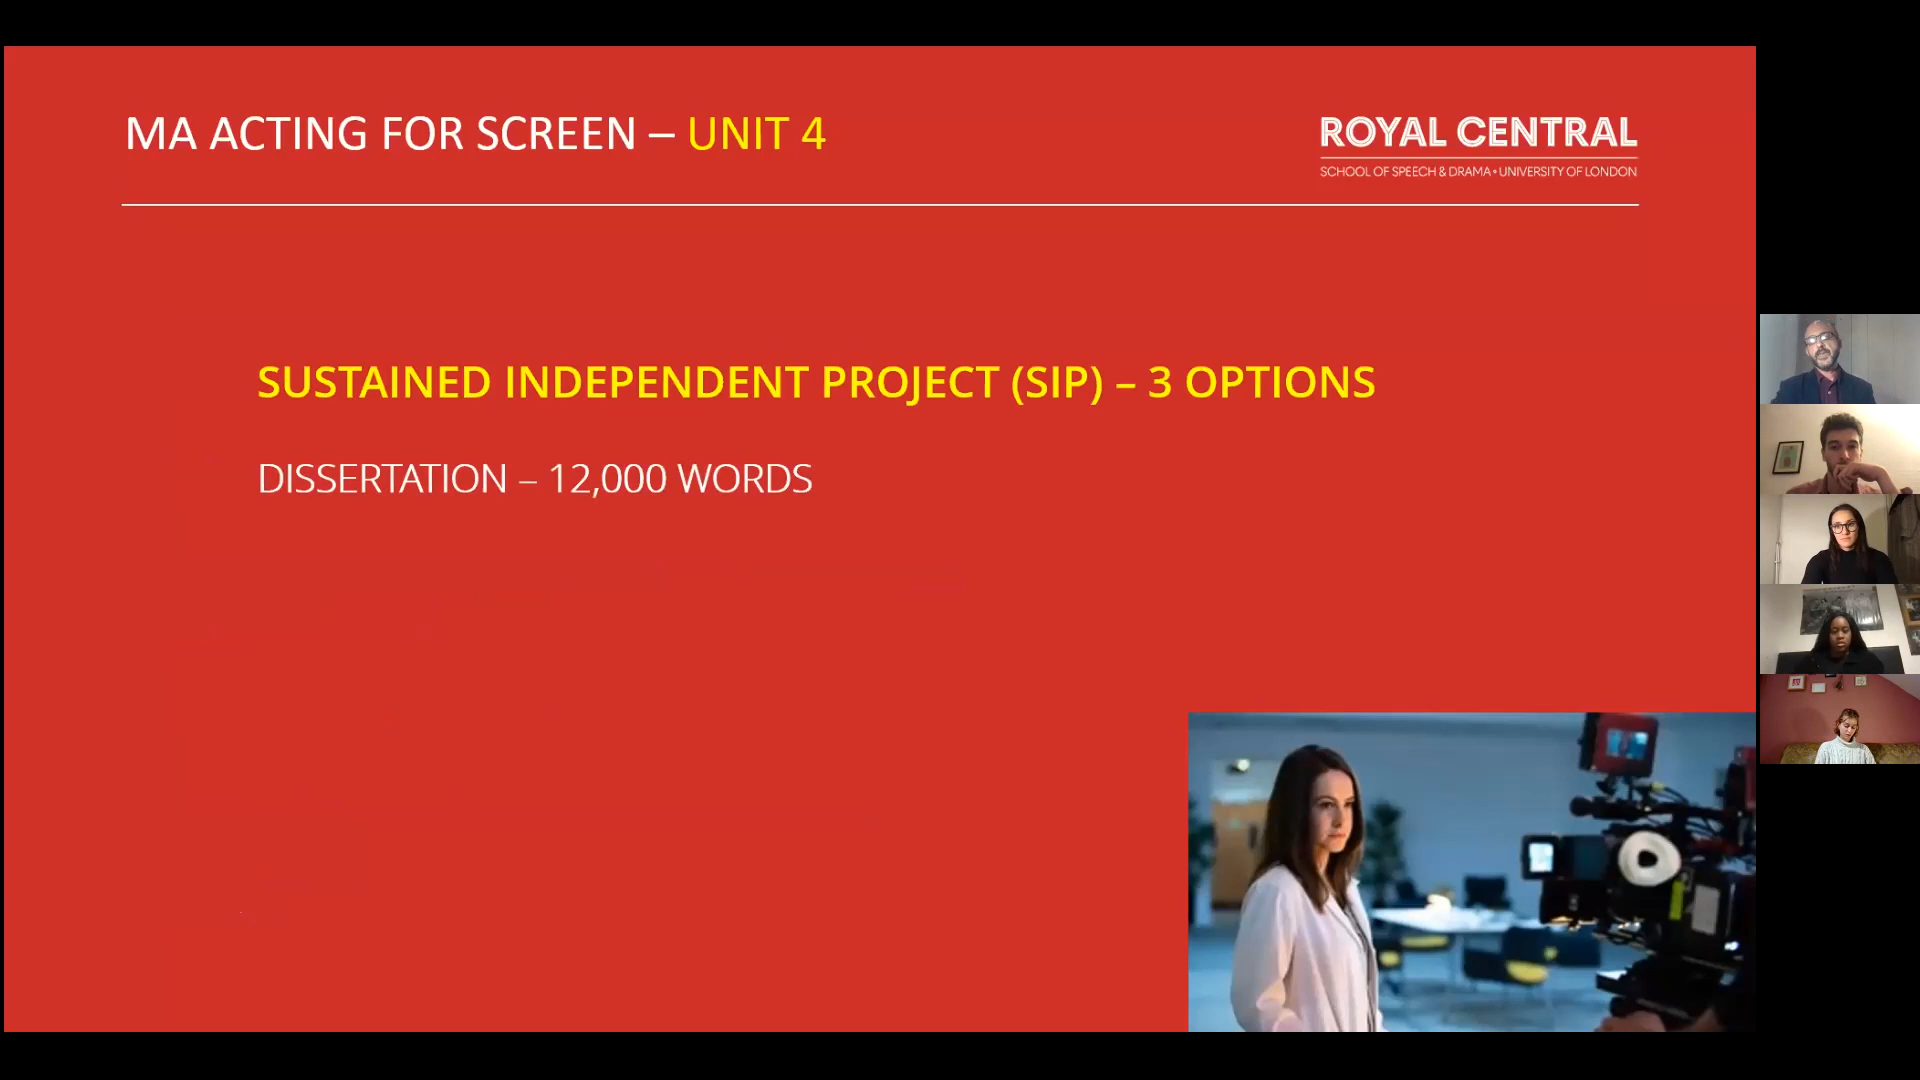 MA ACTING FOR SCREEN – UNIT 4
ROYAL CENTRAL
SCHOOL OF SPEECH & DRAMA • UNIVERSITY OF LONDON
SUSTAINED INDEPENDENT PROJECT (SIP) – 3 OPTIONS
DISSERTATION – 12,000 WORDS